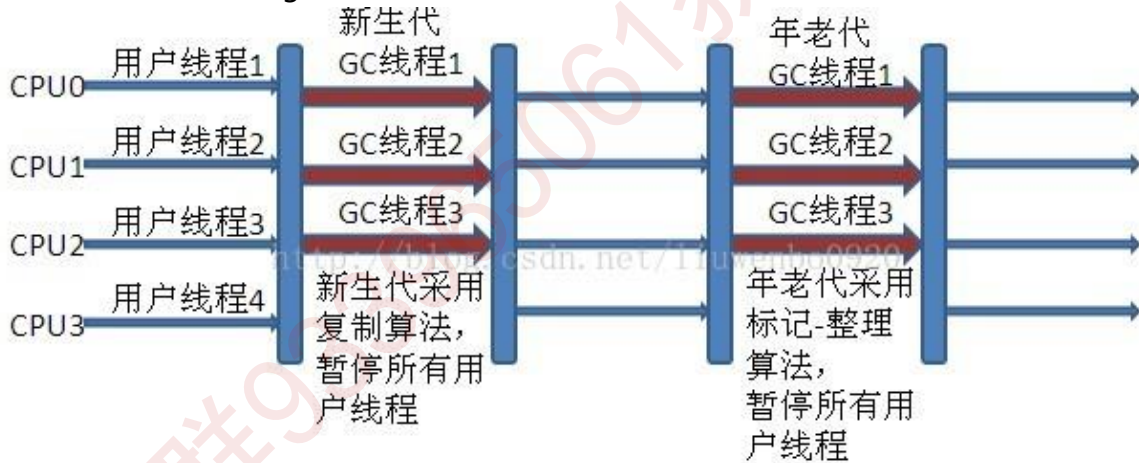 新生代
年老代
用户线程1
GC线程1
GC线程1
CPU0
用户线程2
GC线程2
GC线程2
CPU1
用户线程3
GC线程3
GC线程3
CPU2
http://blog.csdn.net/liuwenbo0920
用户线程4
CPU3
新生代采用
复制算法，
暂停所有用
户线程
年老代采用
标记-整理
算法，
暂停所有用
户线程